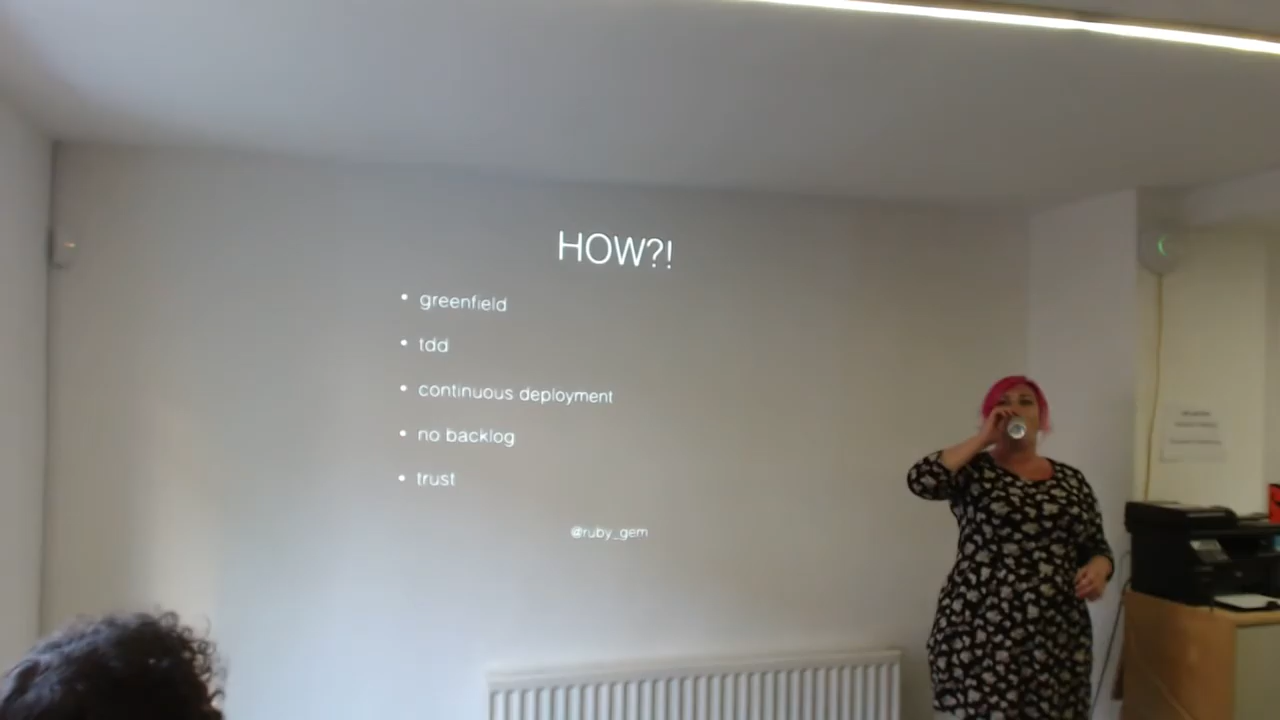 HOW?!
• greenfield
• tdd
• continuous deployment
• no backlog
• trust
@ruby_gem